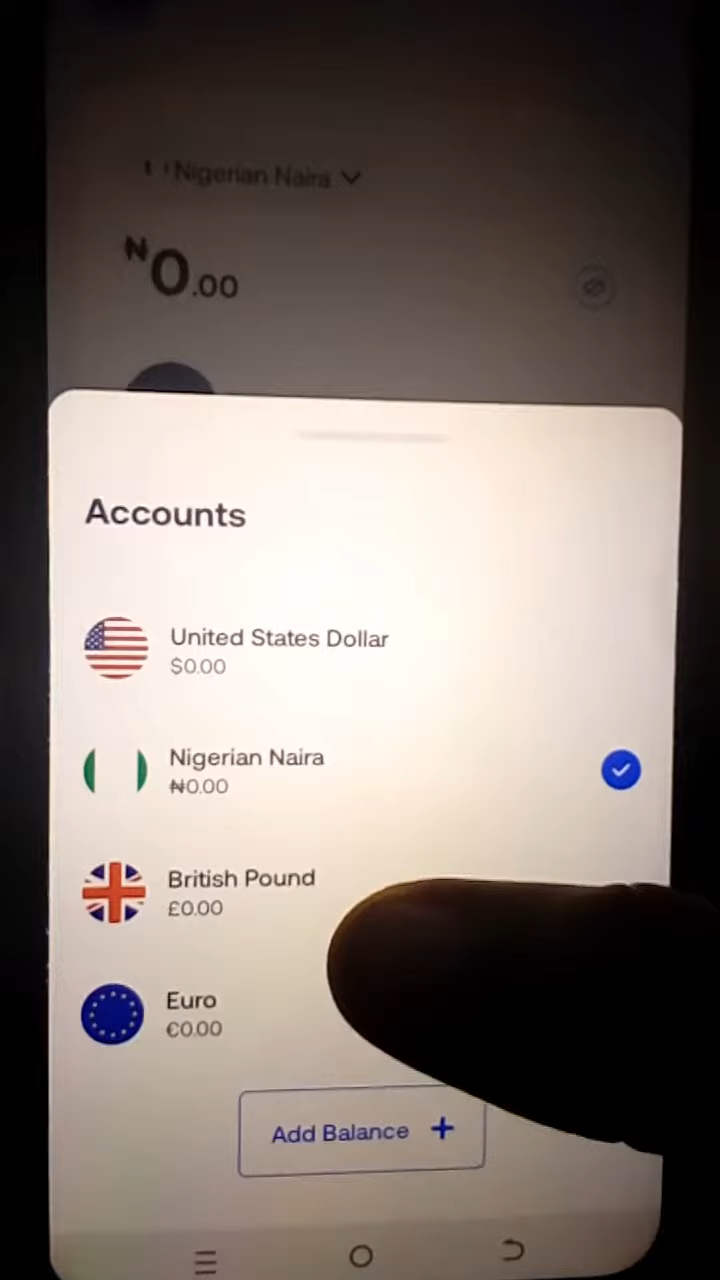 Nigerian Naira
₦0.00
Accounts
United States Dollar
$0.00
Nigerian Naira
₦0.00
British Pound
£0.00
Euro
€0.00
Add Balance +